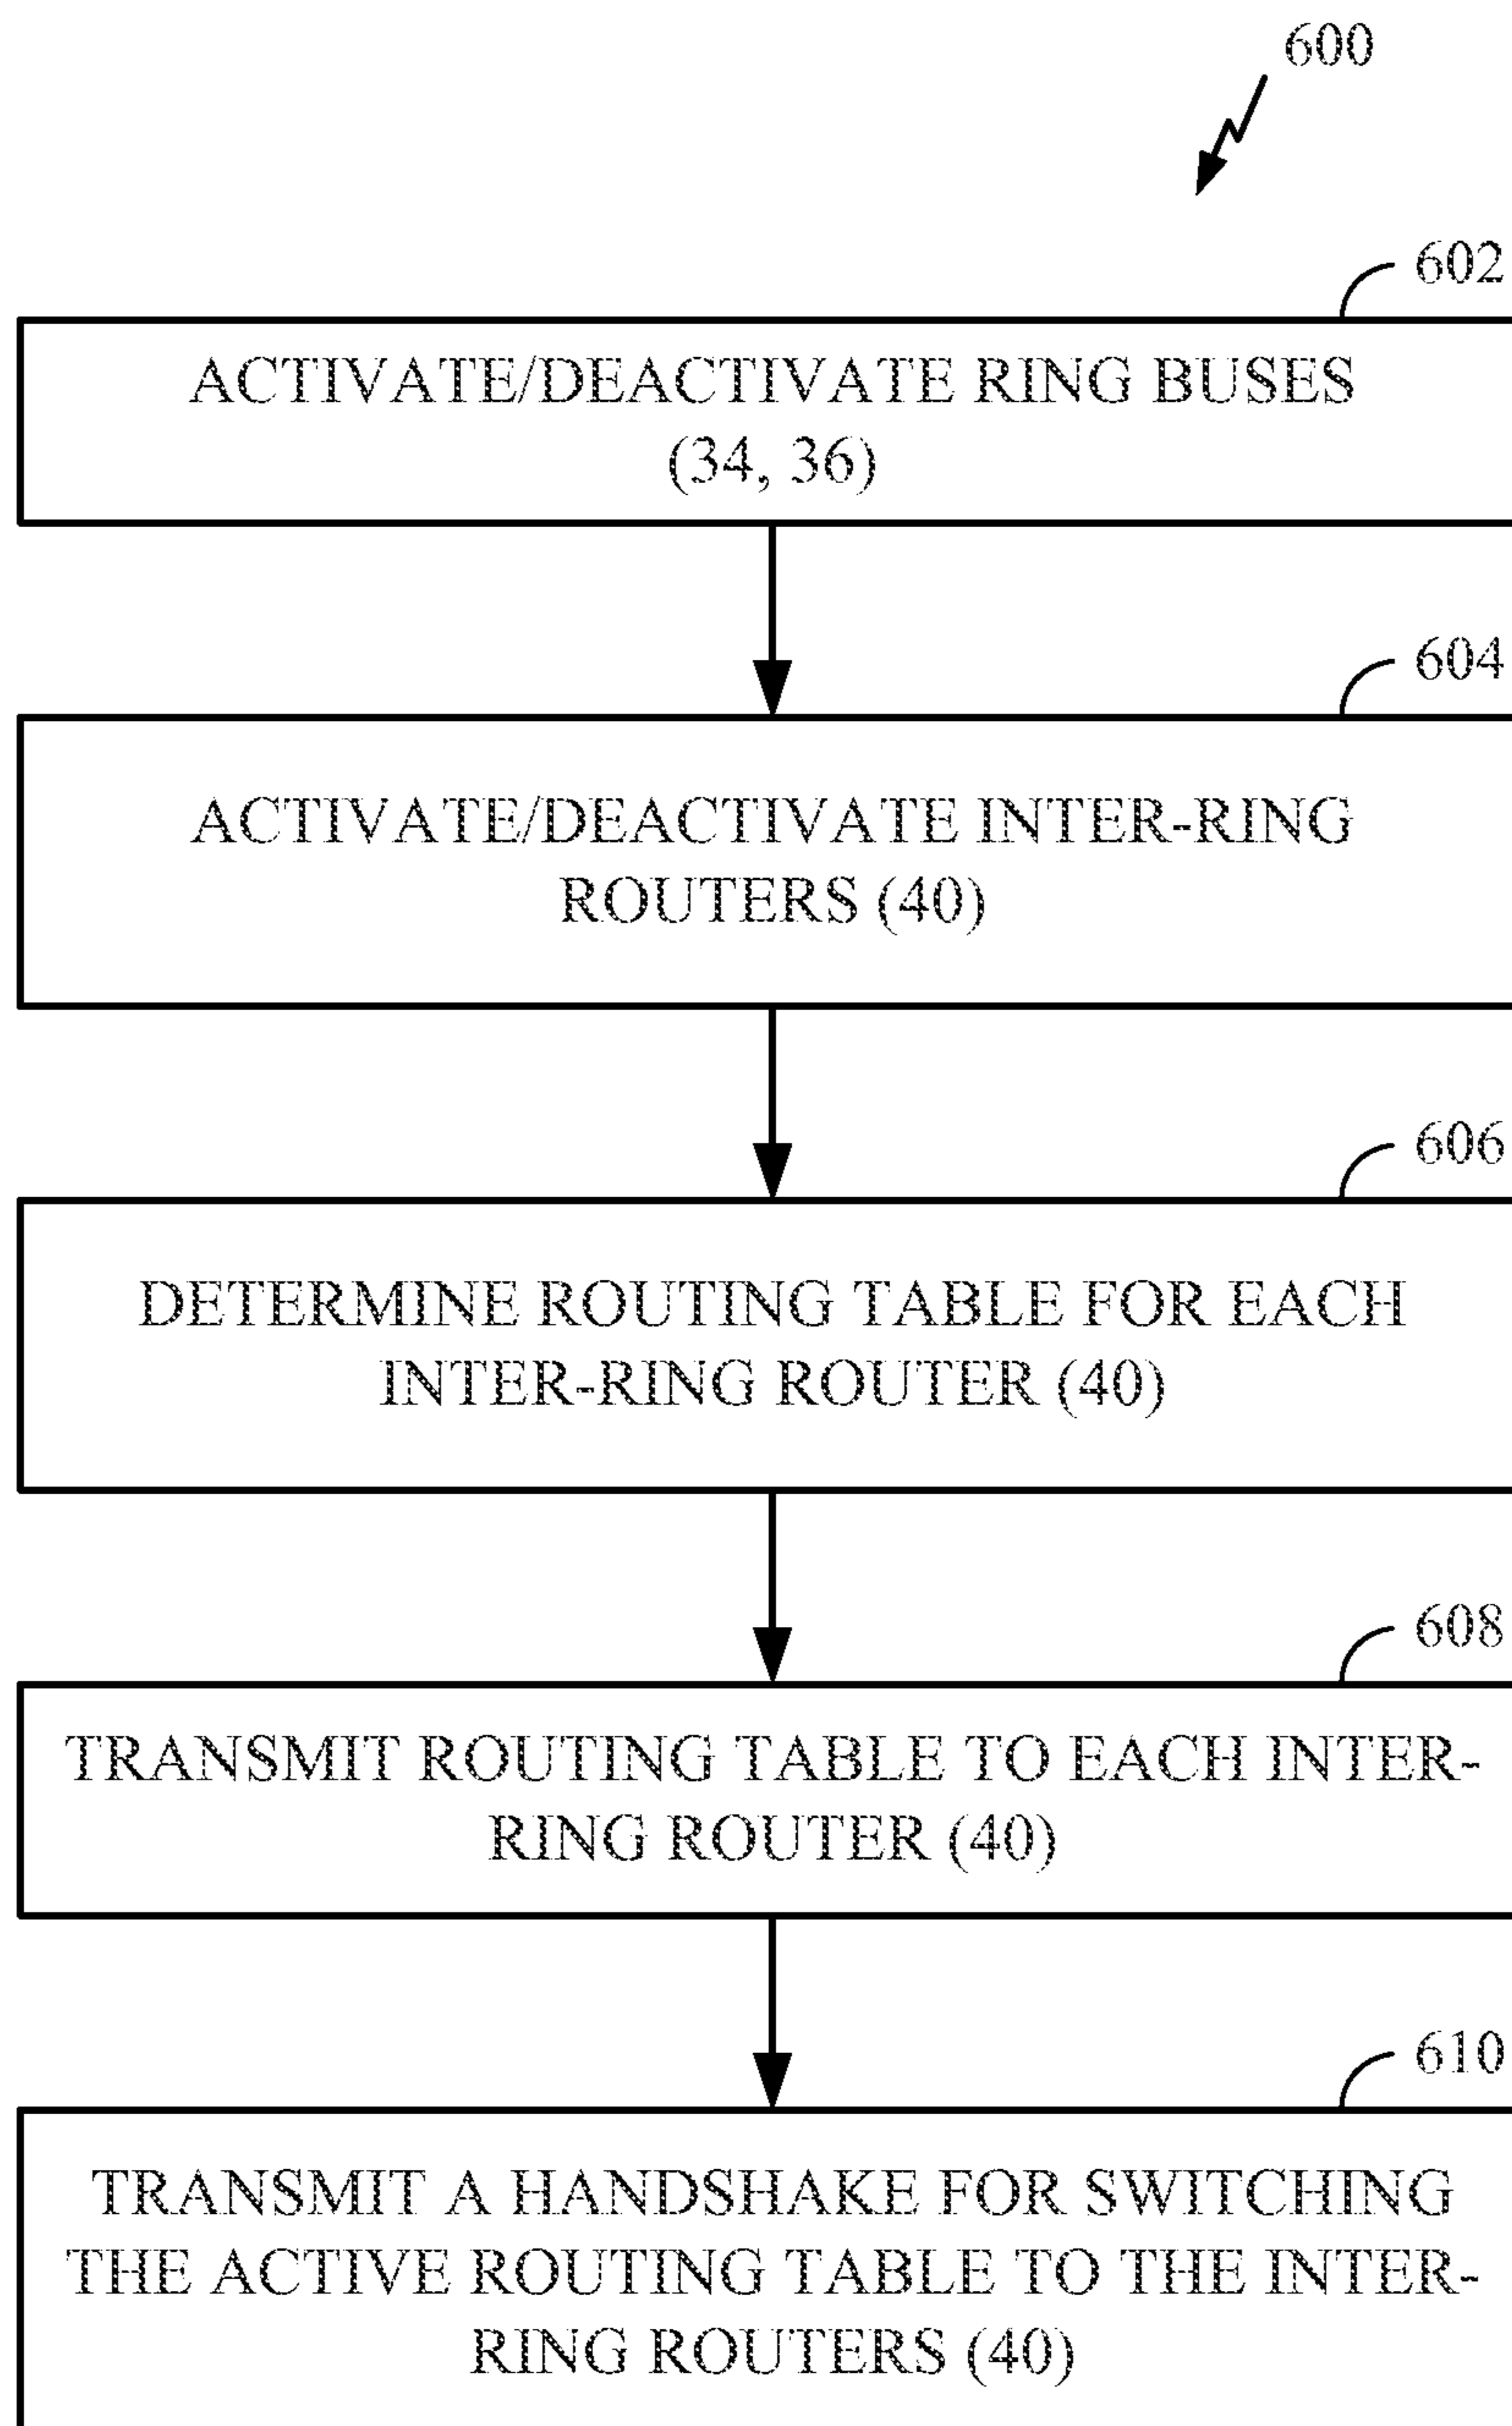 600
602
ACTIVATE/DEACTIVATE RING BUSES
(34, 36)
604
ACTIVATE/DEACTIVATE INTER-RING
ROUTERS (40)
606
DETERMINE ROUTING TABLE FOR EACH
INTER-RING ROUTER (40)
608
TRANSMIT ROUTING TABLE TO EACH INTER-
RING ROUTER (40)
610
TRANSMIT A HANDSHAKE FOR SWITCHING
THE ACTIVE ROUTING TABLE TO THE INTER-
RING ROUTERS (40)